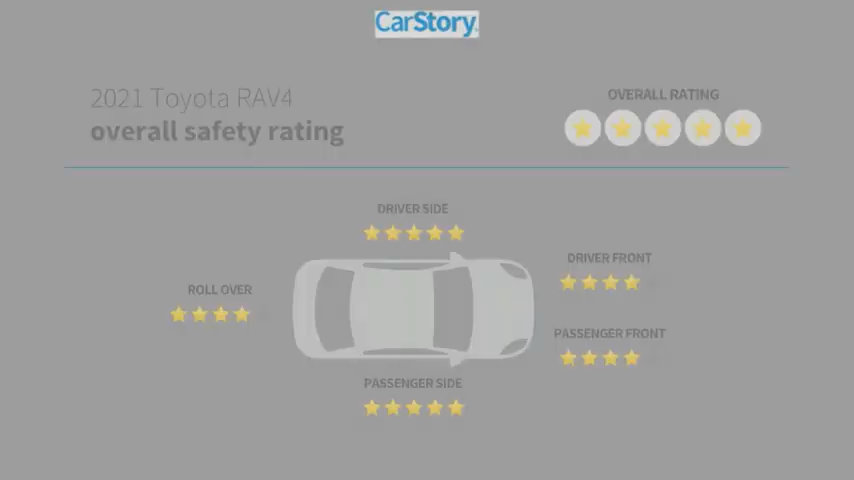 CarStory.
2021 Toyota RAV4
overall safety rating
OVERALL RATING
DRIVER SIDE
DRIVER FRONT
ROLL OVER
PASSENGER FRONT
PASSENGER SIDE